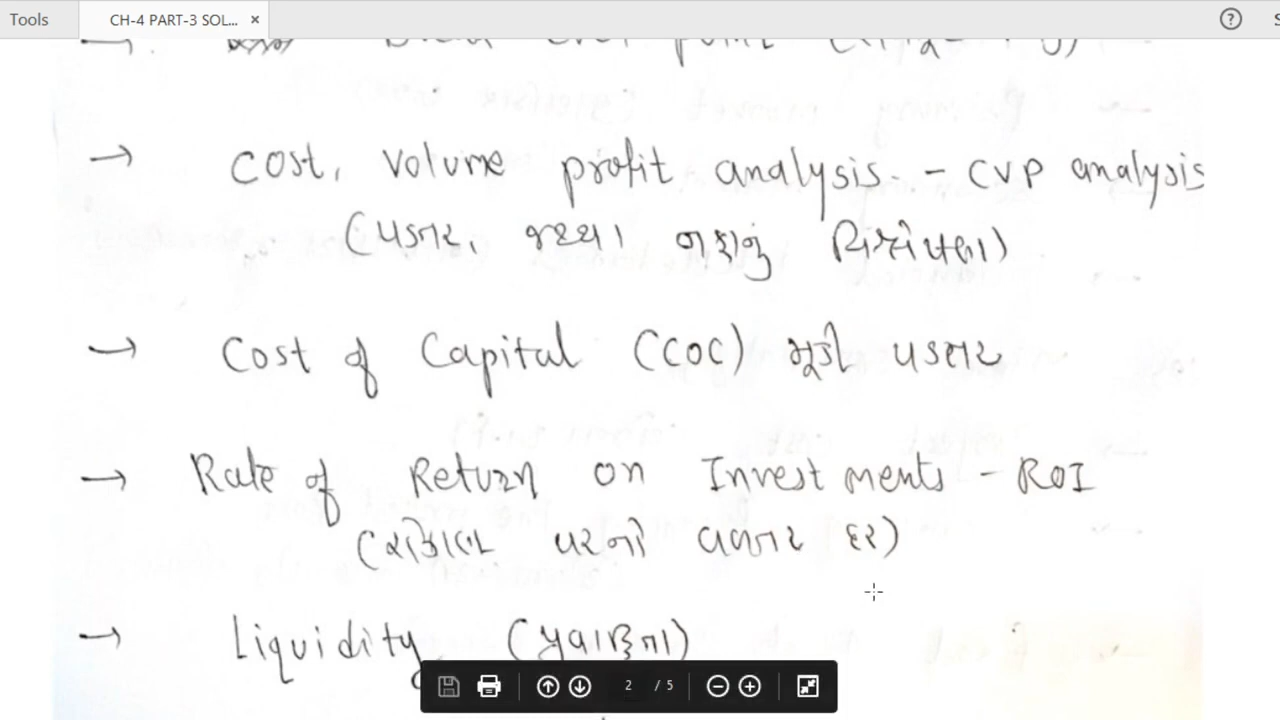 Tools CH-4 PART-3 SOL... ×
→ Cost, Volume profit analysis. - CVP analysis
(પડતર, જથ્થા નફાનું વિશ્લેષણ)
→ Cost of Capital (COC) મૂડી પડતર
→ Rate of Return on Investments - ROI
(રોકાણ પરનો વળતર દર)
→ Liquidity (પ્રવાહિતા)
2 / 5